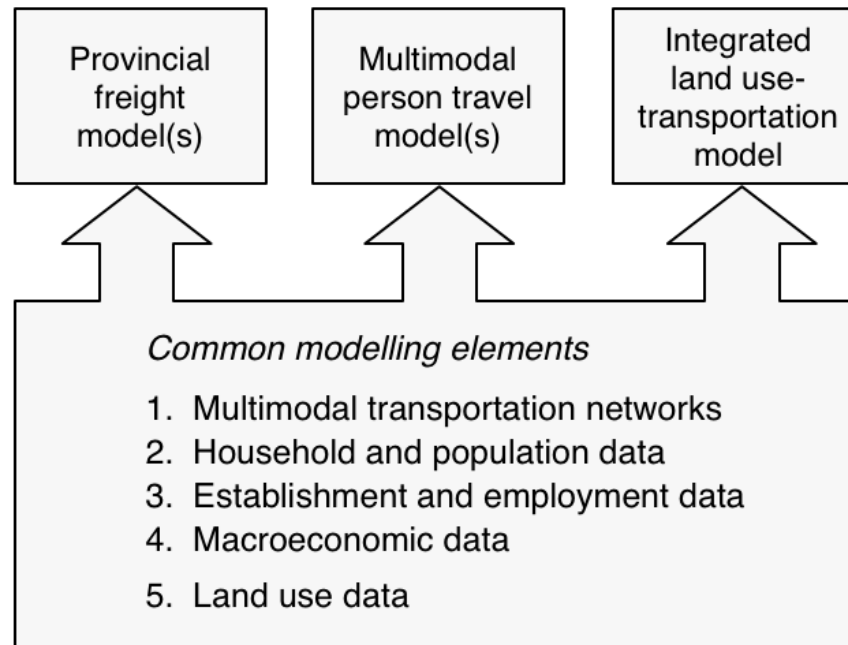 Provincial
freight
model(s)
Multimodal
person travel
model(s)
Integrated
land use-
transportation
model
Common modelling elements
1. Multimodal transportation networks
2. Household and population data
3. Establishment and employment data
4. Macroeconomic data
5. Land use data